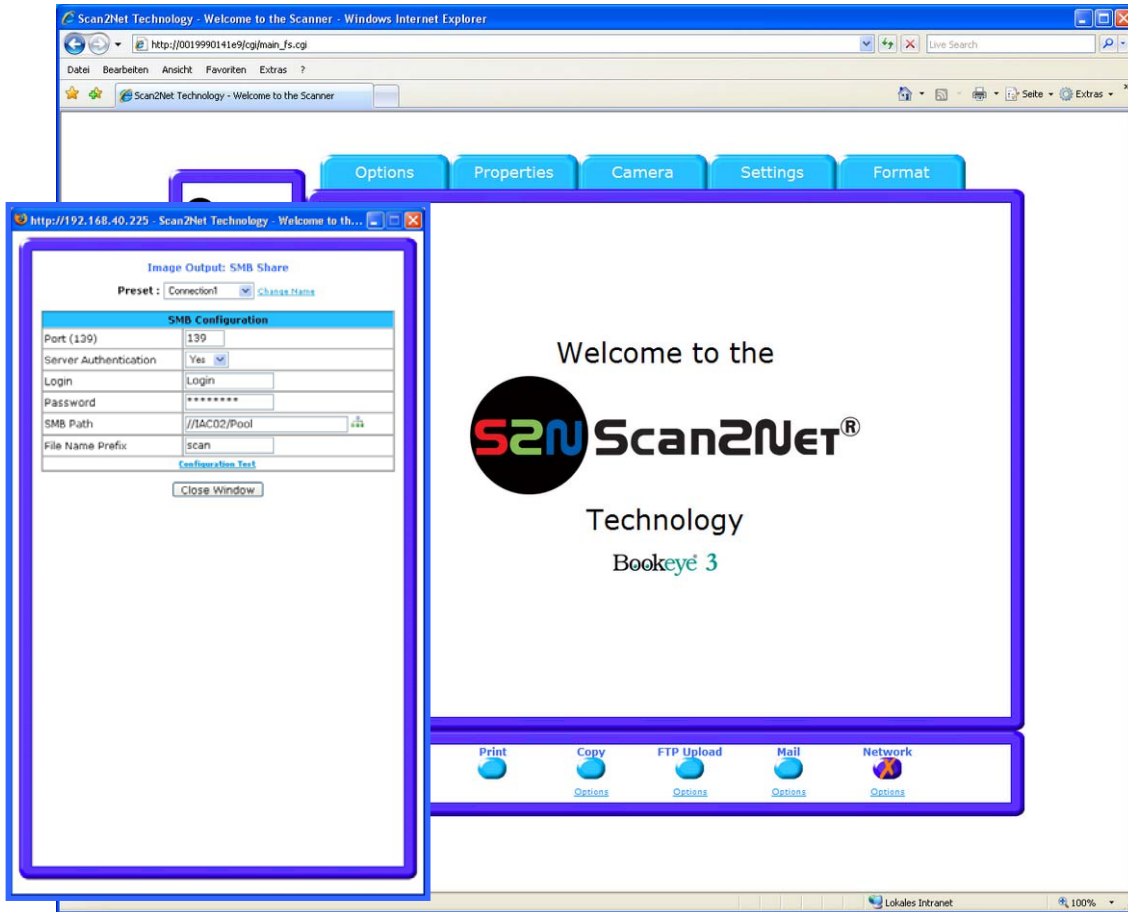 Scan2Net Technology - Welcome to the Scanner - Windows Internet Explorer
http://0019990141e9/cgi/main_fs.cgi
Live Search
Datei Bearbeiten Ansicht Favoriten Extras ?
Scan2Net Technology - Welcome to the Scanner
Seite
Extras
Options Properties Camera Settings Format
http://192.168.40.225 - Scan2Net Technology - Welcome to th...
Image Output: SMB Share
Preset : Connection1 Change Name
SMB Configuration
Port (139) 139
Server Authentication Yes
Login Login
Password ********
SMB Path //IAC02/Pool
File Name Prefix scan
Configuration Test
Close Window
Welcome to the
S2N Scan2Net®
Technology
Bookeye 3
Print Copy FTP Upload Mail Network
X
Options Options Options Options
Lokales Intranet
100%